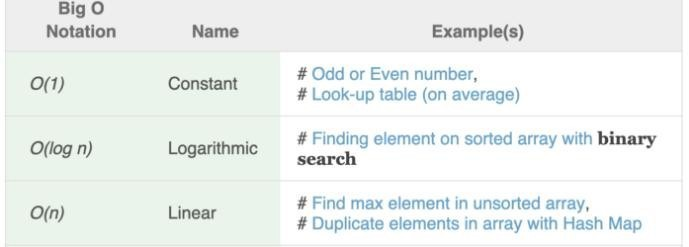 Big O
Notation
Name
Example(s)
O(1)
Constant
# Odd or Even number,
# Look-up table (on average)
O(log n)
Logarithmic
# Finding element on sorted array with binary
search
O(n)
Linear
# Find max element in unsorted array,
# Duplicate elements in array with Hash Map